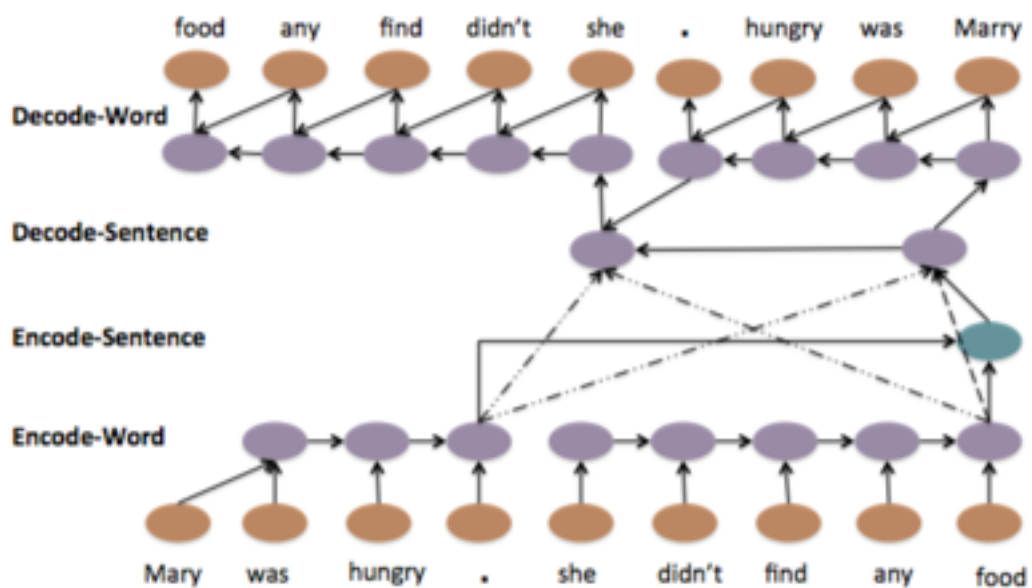 food any find didn't she . hungry was Marry
Decode-Word
Decode-Sentence
Encode-Sentence
Encode-Word
Mary was hungry . she didn't find any food